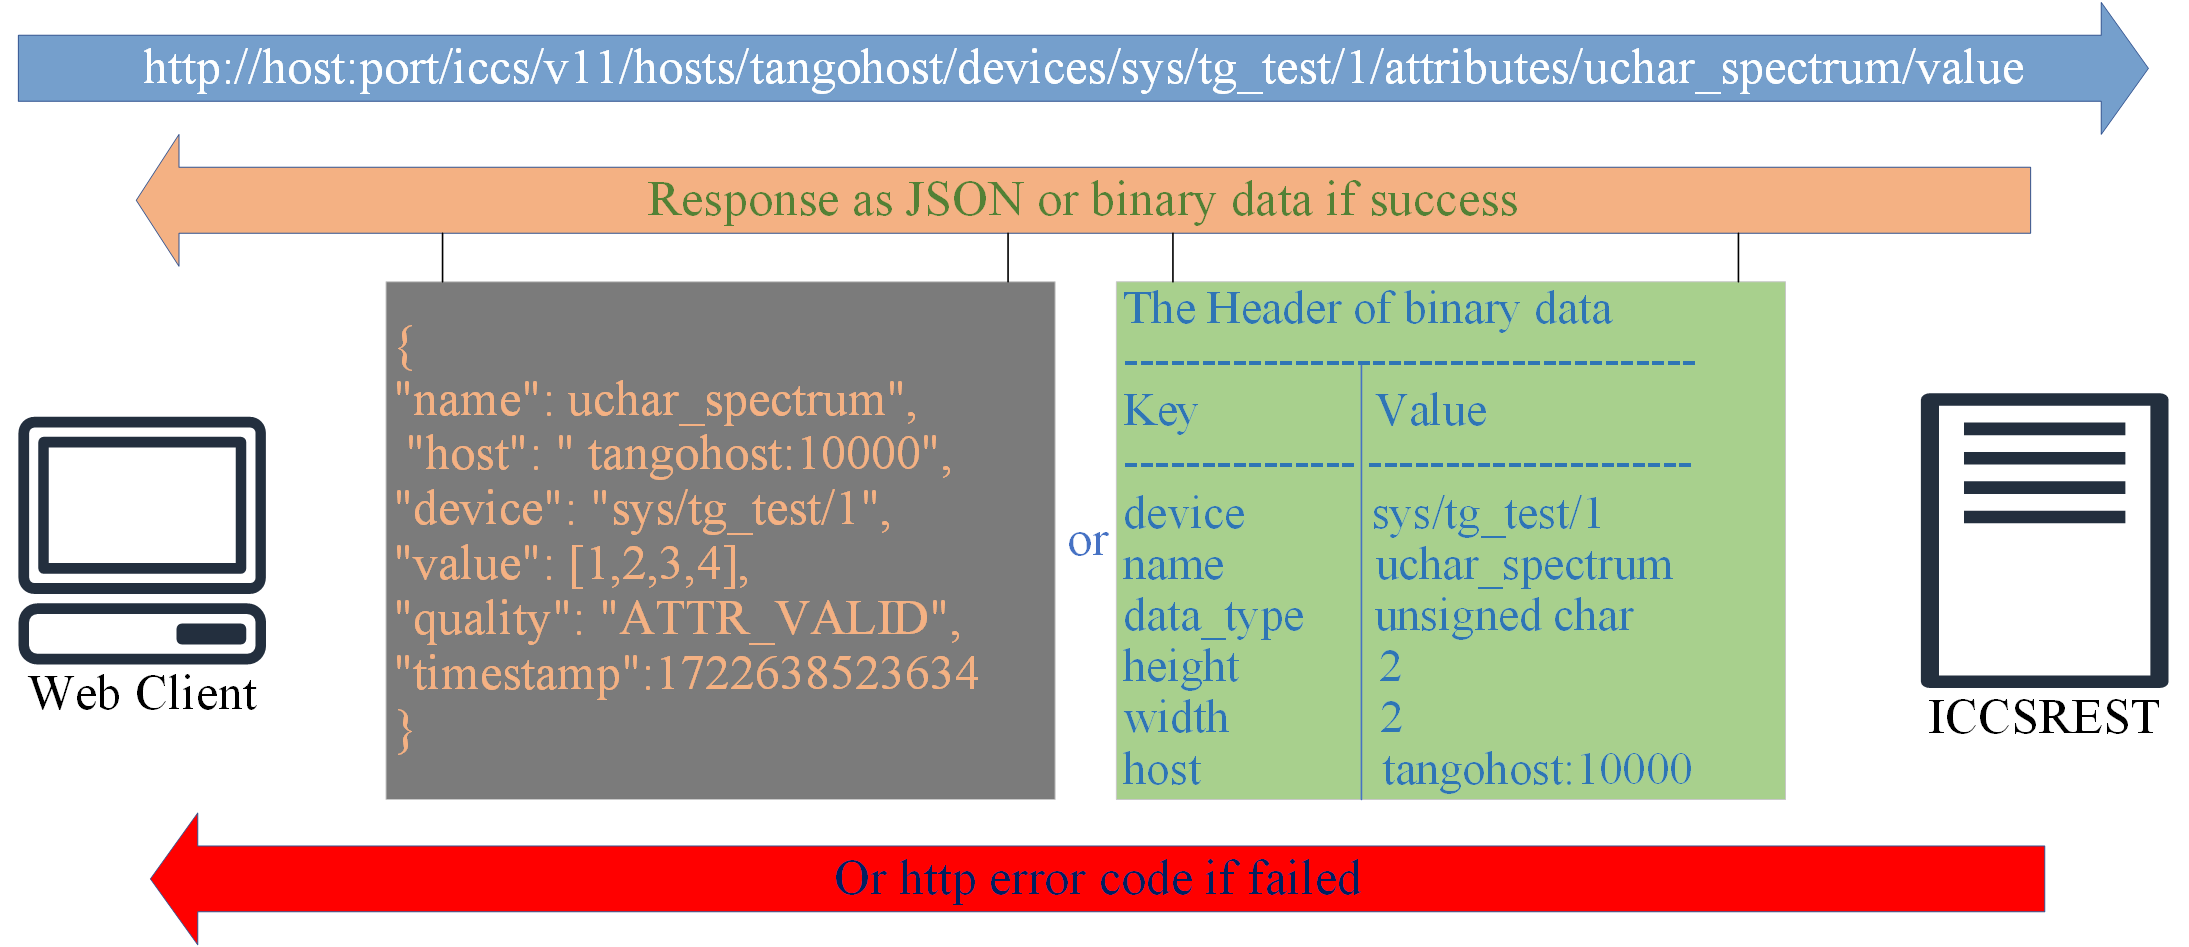 http://host:port/iccs/v11/hosts/tangohost/devices/sys/tg_test/1/attributes/uchar_spectrum/value
Response as JSON or binary data if success
{
"name": uchar_spectrum",
"host": " tangohost:10000",
"device": "sys/tg_test/1",
"value": [1,2,3,4],
"quality": "ATTR_VALID",
"timestamp":1722638523634
}
or
The Header of binary data
-------------------------------------
Key Value
--------------- ---------------------
device sys/tg_test/1
name uchar_spectrum
data_type unsigned char
height 2
width 2
host tangohost:10000
Web Client
ICCSREST
Or http error code if failed